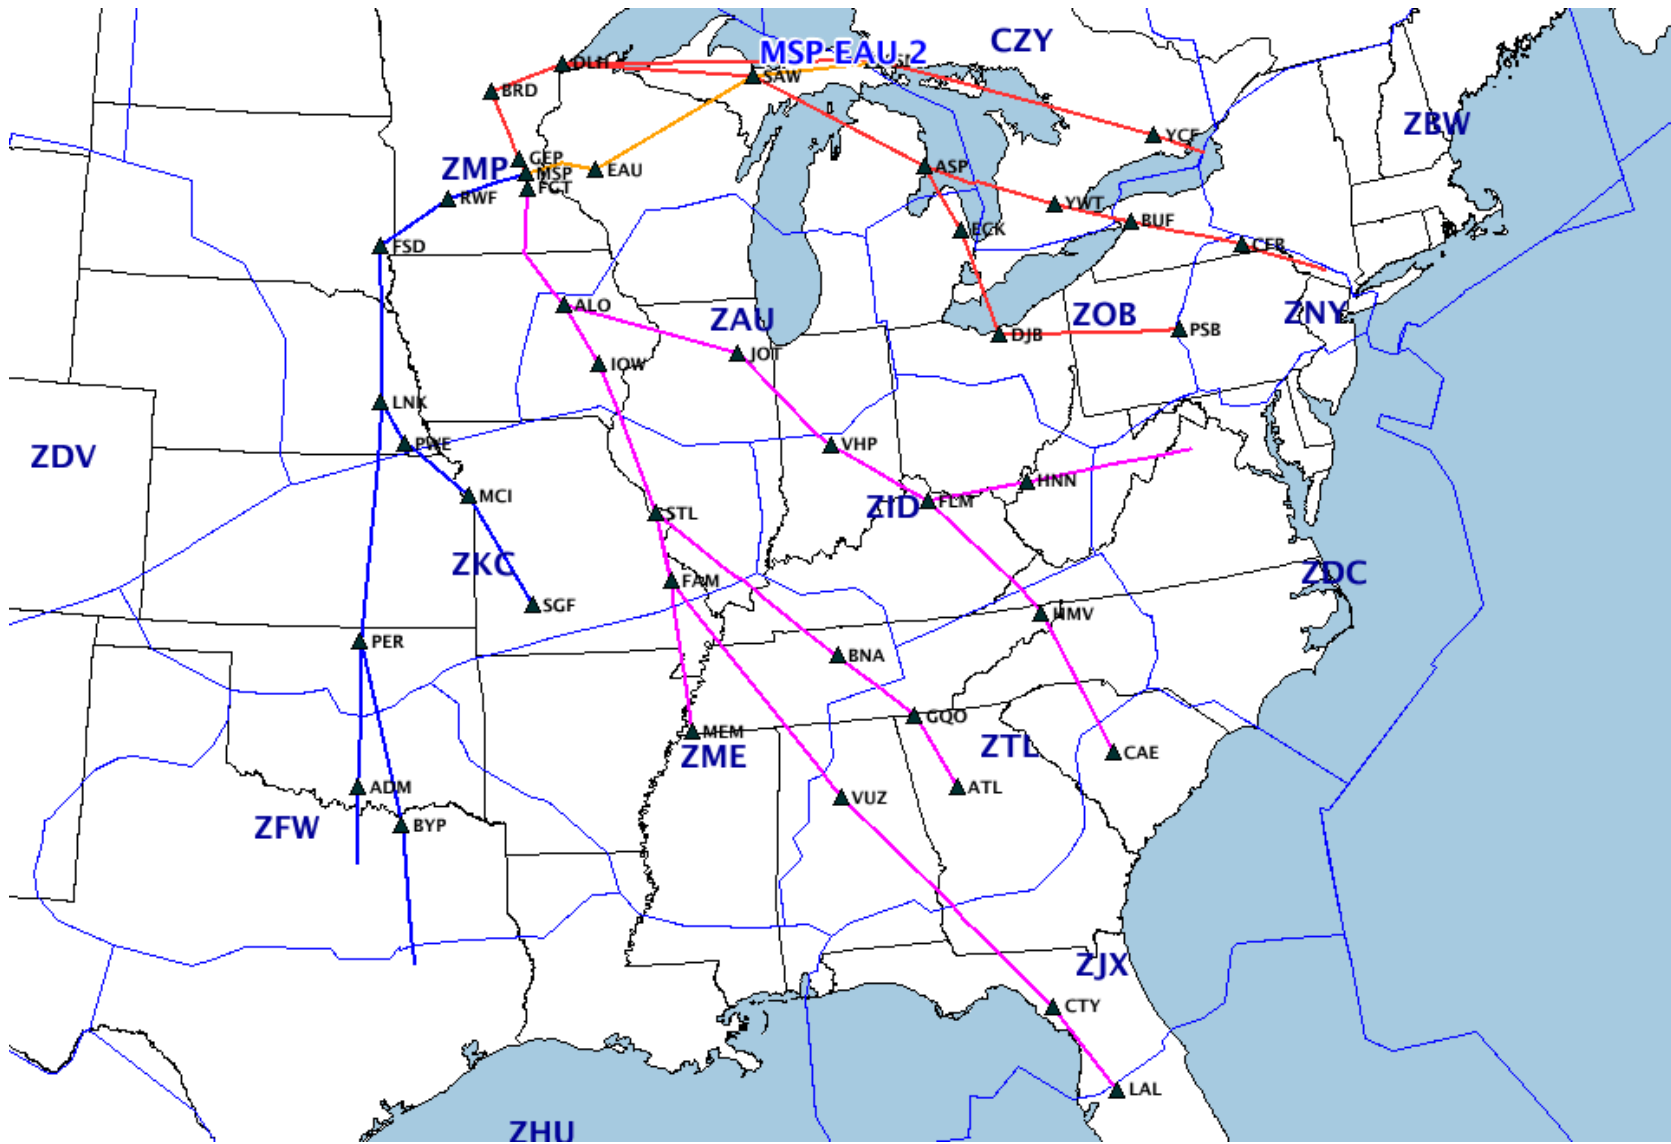 CZY
MSP EAU 2
DLH
SAW
BRD
ZBW
YCF
GEP
ZMP
MSP
EAU
FGT
ASP
RWF
YWT
BUF
ECK
CFB
FSD
ALO
ZAU
ZOB
ZNY
PSB
DJB
JOT
IOW
LNK
PWE
VHP
ZDV
HNN
MCI
FLM
ZID
STL
ZKC
ZDC
FAM
SGF
HMV
PER
BNA
GQO
MEM
ZME
ZTL
CAE
ADM
ATL
VUZ
ZFW
BYP
ZJX
CTY
LAL
ZHU